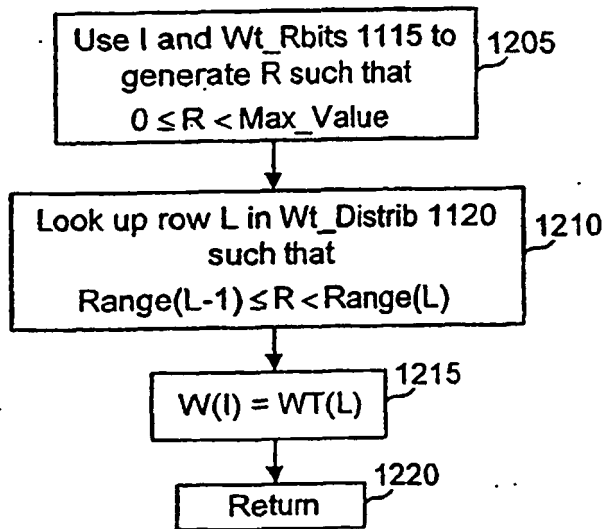 Use I and Wt_Rbits 1115 to
generate R such that
0 ≤ R < Max_Value
1205
Look up row L in Wt_Distrib 1120
such that
Range(L-1) ≤ R < Range(L)
1210
W(I) = WT(L)
1215
Return
1220